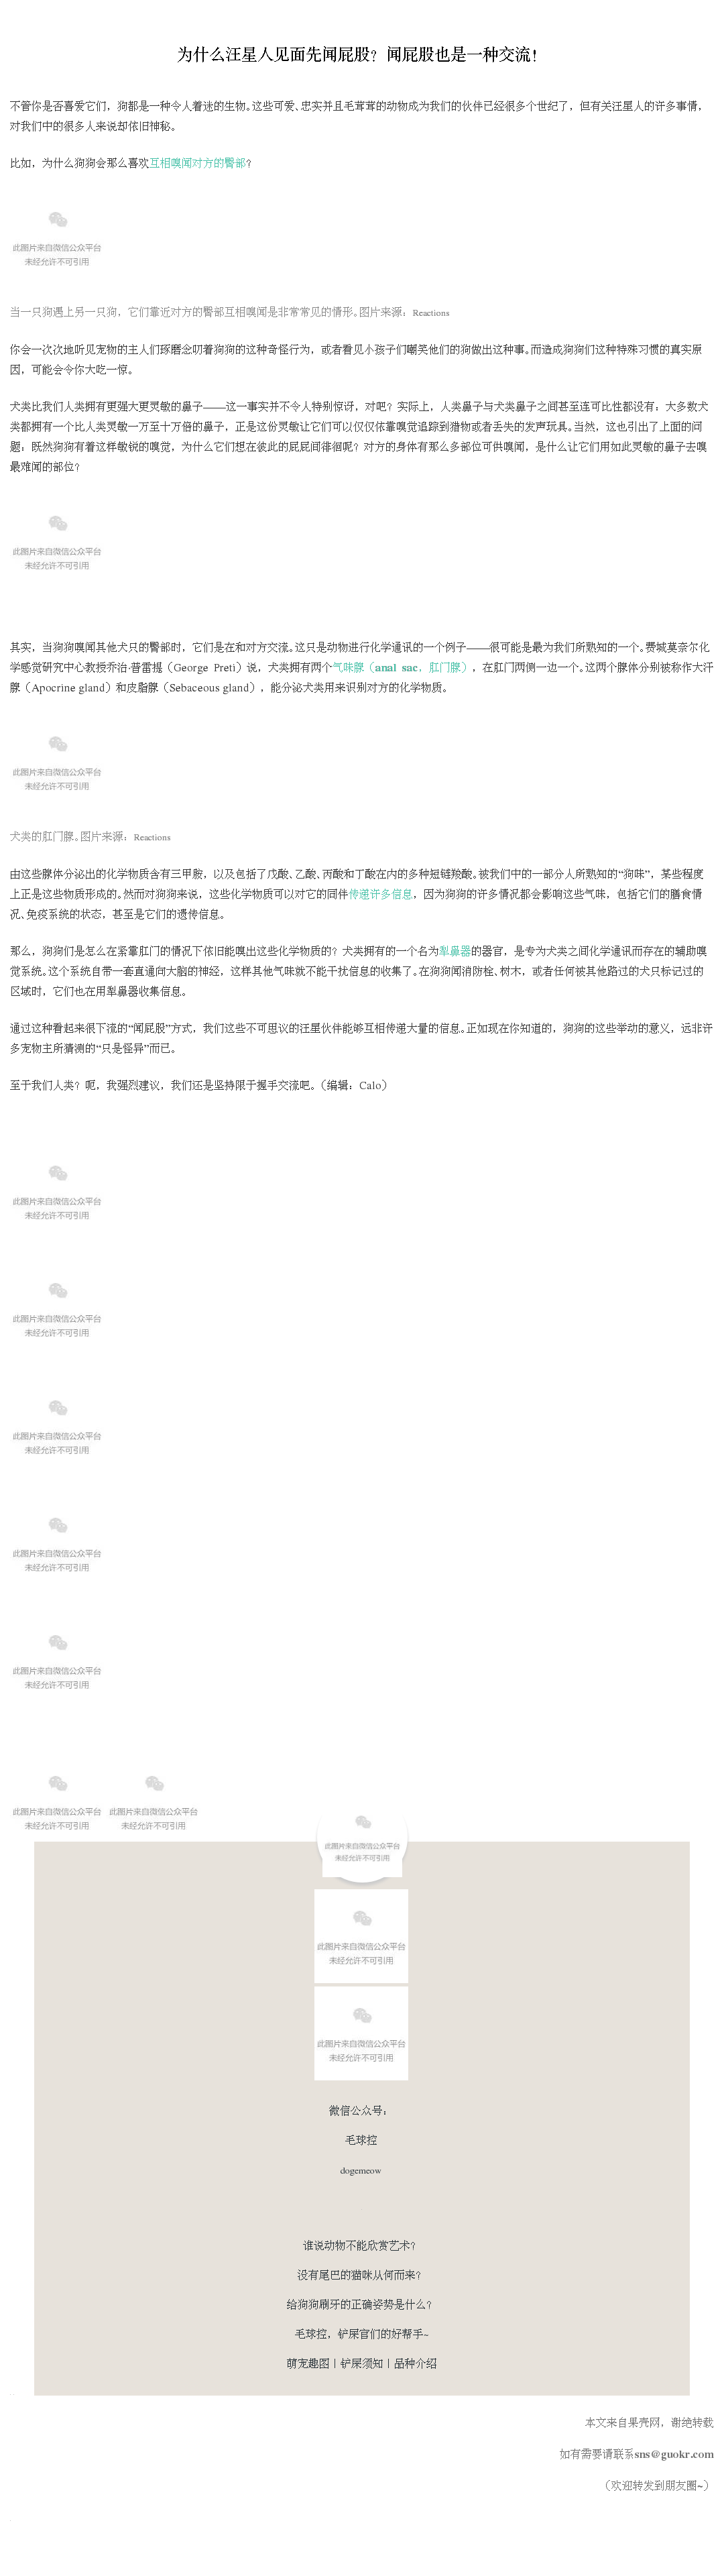 为什么汪星人见面先闻屁股？闻屁股也是一种交流！
不管你是否喜爱它们，狗都是一种令人着迷的生物。这些可爱、忠实并且毛茸茸的动物成为我们的伙伴已经很多个世纪了，但有关汪星人的许多事情，
对我们中的很多人来说却依旧神秘。
比如，为什么狗狗会那么喜欢互相嗅闻对方的臀部？
此图片来自微信公众平台
未经允许不可引用
当一只狗遇上另一只狗，它们靠近对方的臀部互相嗅闻是非常常见的情形。图片来源：Reactions
你会一次次地听见宠物的主人们琢磨念叨着狗狗的这种奇怪行为，或者看见小孩子们嘲笑他们的狗做出这种事。而造成狗狗们这种特殊习惯的真实原
因，可能会令你大吃一惊。
犬类比我们人类拥有更强大更灵敏的鼻子——这一事实并不令人特别惊讶，对吧？实际上，人类鼻子与犬类鼻子之间甚至连可比性都没有：大多数犬
类都拥有一个比人类灵敏一万至十万倍的鼻子，正是这份灵敏让它们可以仅仅依靠嗅觉追踪到猎物或者丢失的发声玩具。当然，这也引出了上面的问
题：既然狗狗有着这样敏锐的嗅觉，为什么它们想在彼此的屁屁间徘徊呢？对方的身体有那么多部位可供嗅闻，是什么让它们用如此灵敏的鼻子去嗅
最难闻的部位？
此图片来自微信公众平台
未经允许不可引用
其实，当狗狗嗅闻其他犬只的臀部时，它们是在和对方交流。这只是动物进行化学通讯的一个例子——很可能是最为我们所熟知的一个。费城莫奈尔化
学感觉研究中心教授乔治·普雷提（George Preti）说，犬类拥有两个气味腺（anal sac，肛门腺），在肛门两侧一边一个。这两个腺体分别被称作大汗
腺（Apocrine gland）和皮脂腺（Sebaceous gland），能分泌犬类用来识别对方的化学物质。
此图片来自微信公众平台
未经允许不可引用
犬类的肛门腺。图片来源：Reactions
由这些腺体分泌出的化学物质含有三甲胺，以及包括了戊酸、乙酸、丙酸和丁酸在内的多种短链羧酸。被我们中的一部分人所熟知的“狗味”，某些程度
上正是这些物质形成的。然而对狗狗来说，这些化学物质可以对它的同伴传递许多信息，因为狗狗的许多情况都会影响这些气味，包括它们的膳食情
况、免疫系统的状态，甚至是它们的遗传信息。
那么，狗狗们是怎么在紧靠肛门的情况下依旧能嗅出这些化学物质的？犬类拥有的一个名为犁鼻器的器官，是专为犬类之间化学通讯而存在的辅助嗅
觉系统。这个系统自带一套直通向大脑的神经，这样其他气味就不能干扰信息的收集了。在狗狗闻消防栓、树木，或者任何被其他路过的犬只标记过的
区域时，它们也在用犁鼻器收集信息。
通过这种看起来很下流的“闻屁股”方式，我们这些不可思议的汪星伙伴能够互相传递大量的信息。正如现在你知道的，狗狗的这些举动的意义，远非许
多宠物主所猜测的“只是怪异”而已。
至于我们人类？呃，我强烈建议，我们还是坚持限于握手交流吧。（编辑：Calo）
此图片来自微信公众平台
未经允许不可引用
此图片来自微信公众平台
未经允许不可引用
此图片来自微信公众平台
未经允许不可引用
此图片来自微信公众平台
未经允许不可引用
此图片来自微信公众平台
未经允许不可引用
此图片来自微信公众平台 此图片来自微信公众平台
未经允许不可引用 未经允许不可引用
此图片来自微信公众平台
未经允许不可引用
此图片来自微信公众平台
未经允许不可引用
此图片来自微信公众平台
未经允许不可引用
微信公众号：
毛球控
dogemeow
谁说动物不能欣赏艺术？
没有尾巴的猫咪从何而来？
给狗狗刷牙的正确姿势是什么？
毛球控，铲屎官们的好帮手~
萌宠趣图丨铲屎须知丨品种介绍
本文来自果壳网，谢绝转载
如有需要请联系sns@guokr.com
（欢迎转发到朋友圈~）